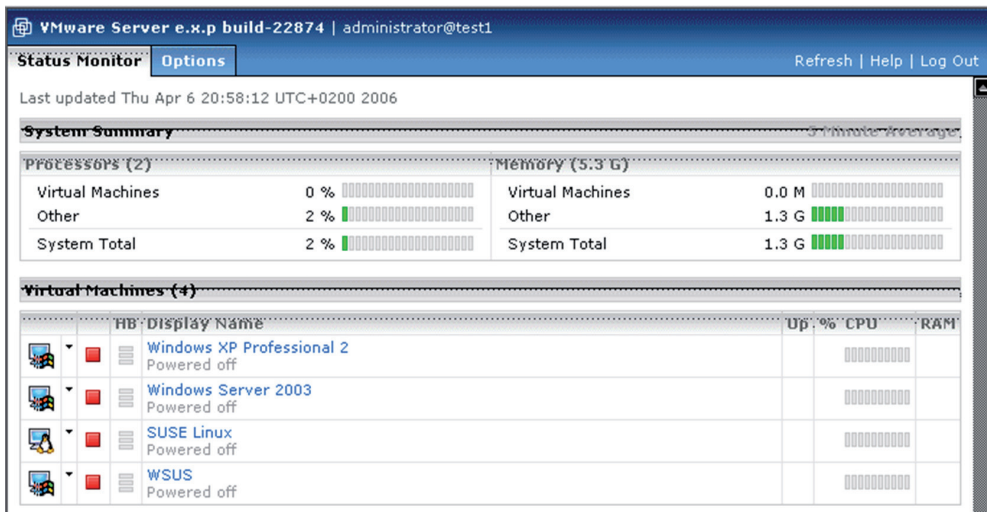 VMware Server e.x.p build-22874 | administrator@test1
Status Monitor Options Refresh | Help | Log Out
Last updated Thu Apr 6 20:58:12 UTC+0200 2006
System Summary 5 Minute Average
Processors (2) Memory (5.3 G)
Virtual Machines 0 % Virtual Machines 0.0 M
Other 2 % Other 1.3 G
System Total 2 % System Total 1.3 G
Virtual Machines (4)
HB Display Name Up % CPU RAM
Windows XP Professional 2
Powered off
Windows Server 2003
Powered off
SUSE Linux
Powered off
WSUS
Powered off